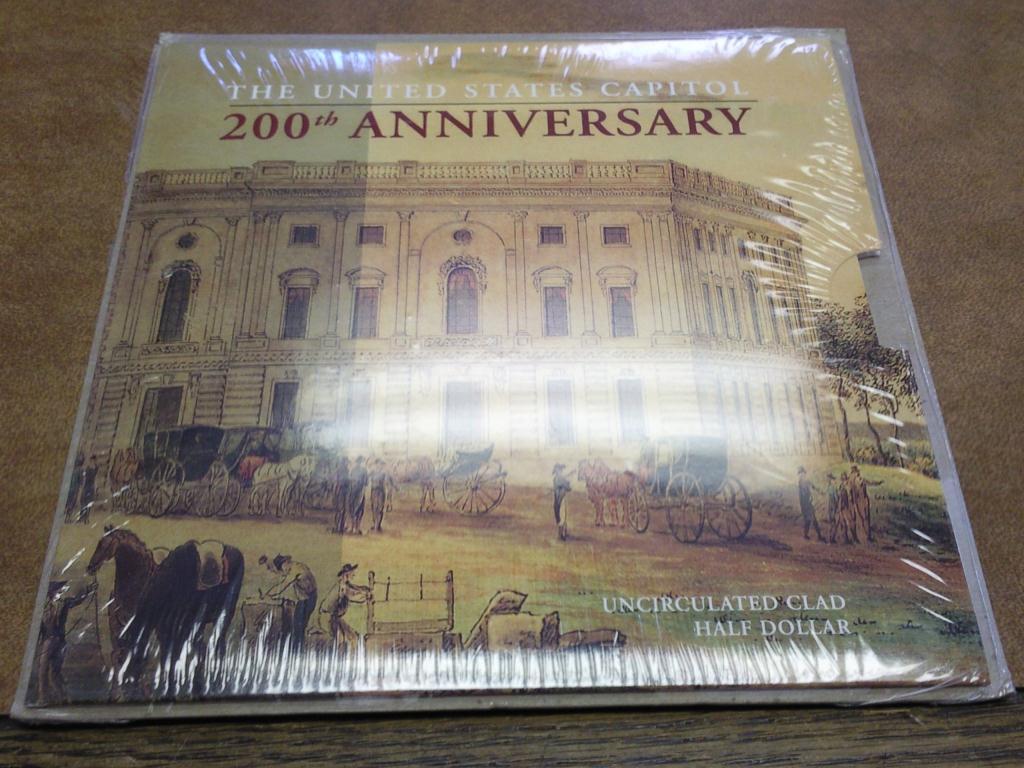 THE UNITED STATES CAPITOL
200th ANNIVERSARY
UNCIRCULATED CLAD
HALF DOLLAR